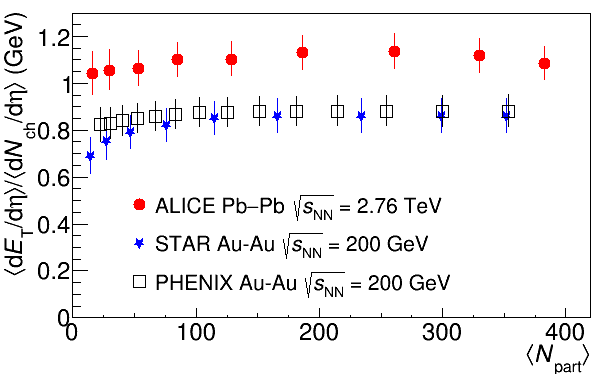 ⟨dE_T/dη⟩/⟨dN_ch/dη⟩ (GeV)
1.2
1
0.8
0.6
0.4
0.2
0
ALICE Pb–Pb √s_NN = 2.76 TeV
STAR Au-Au √s_NN = 200 GeV
PHENIX Au-Au √s_NN = 200 GeV
0 100 200 300 400
⟨N_part⟩